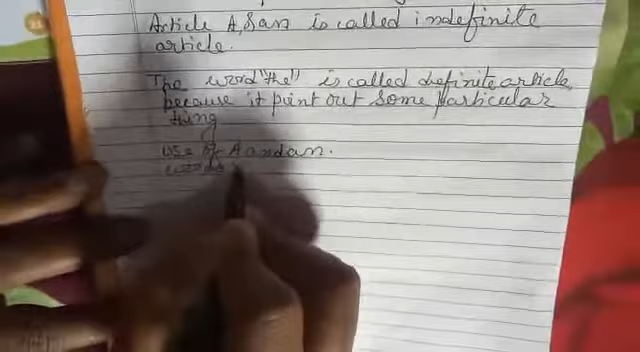 Article A, & an is called indefinite
article.
The word "the" is called definite article,
because it point out some particular
thing
use of A and an.
words